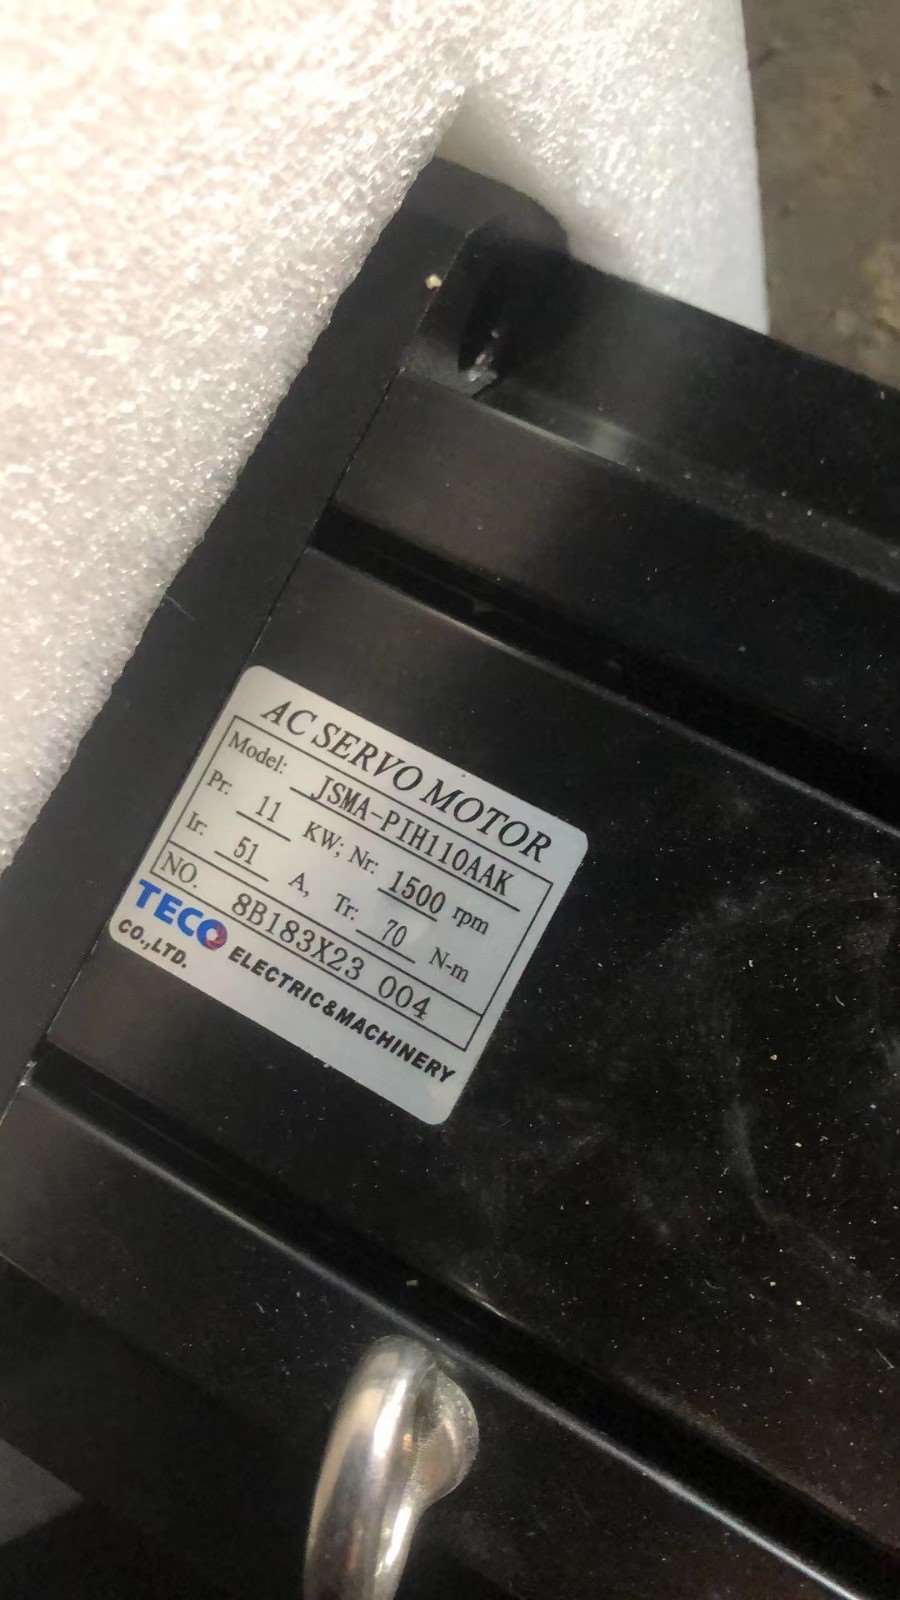 AC SERVO MOTOR
Model: JSMA-PIH110AAK
Pr: 11 KW; Nr: 1500 rpm
Ir: 51 A, Tr: 70 N-m
NO. 8B183X23 004
TECO ELECTRIC&MACHINERY
CO.,LTD.